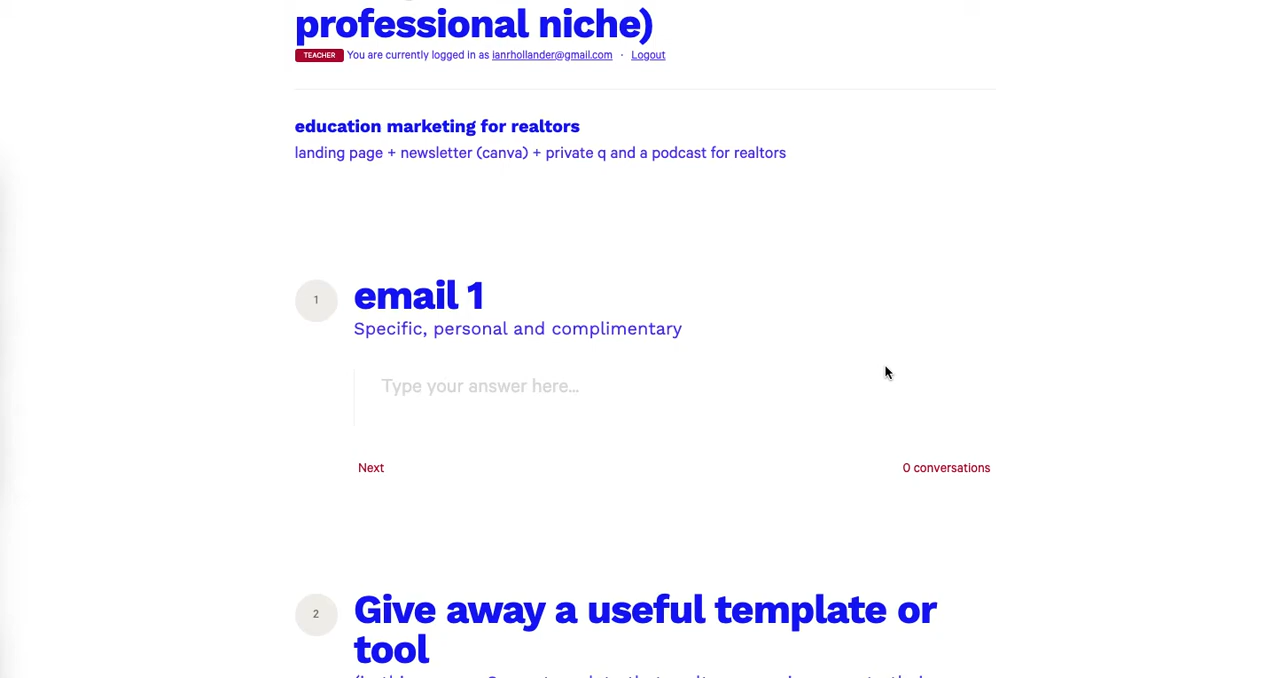 professional niche)
TEACHER You are currently logged in as ianrhollander@gmail.com · Logout
education marketing for realtors
landing page + newsletter (canva) + private q and a podcast for realtors
1
email 1
Specific, personal and complimentary
Type your answer here...
Next
0 conversations
2
Give away a useful template or
tool